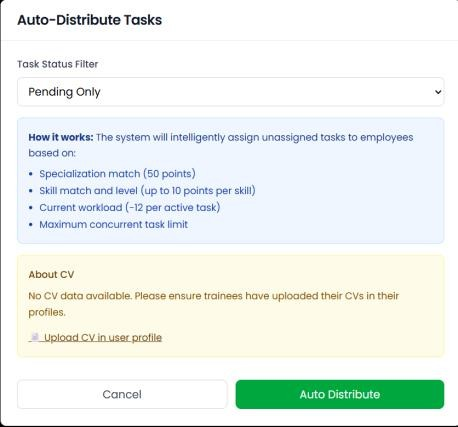 Auto-Distribute Tasks
Task Status Filter
Pending Only
How it works: The system will intelligently assign unassigned tasks to employees
based on:
• Specialization match (50 points)
• Skill match and level (up to 10 points per skill)
• Current workload (-12 per active task)
• Maximum concurrent task limit
About CV
No CV data available. Please ensure trainees have uploaded their CVs in their
profiles.
Upload CV in user profile
Cancel
Auto Distribute